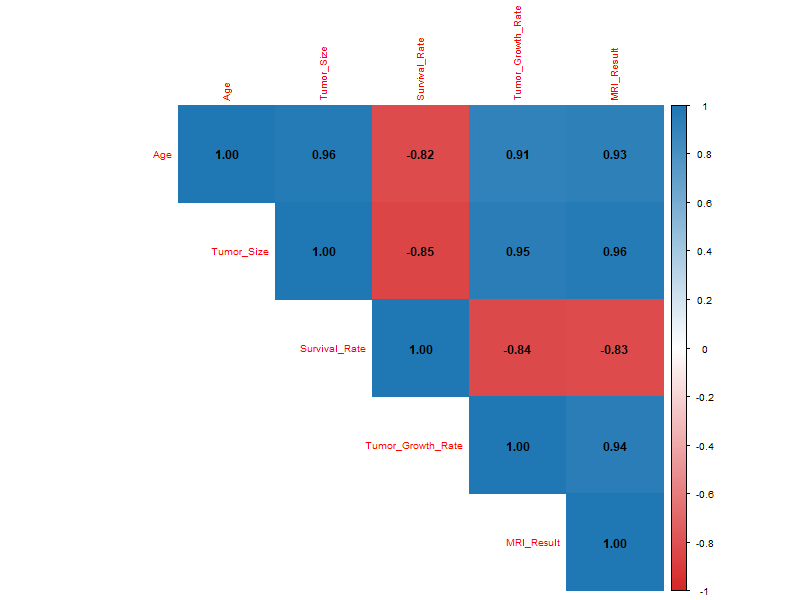 Age
Tumor_Size
Survival_Rate
Tumor_Growth_Rate
MRI_Result
Age 1.00 0.96 -0.82 0.91 0.93
Tumor_Size 1.00 -0.85 0.95 0.96
Survival_Rate 1.00 -0.84 -0.83
Tumor_Growth_Rate 1.00 0.94
MRI_Result 1.00
1
0.8
0.6
0.4
0.2
0
-0.2
-0.4
-0.6
-0.8
-1